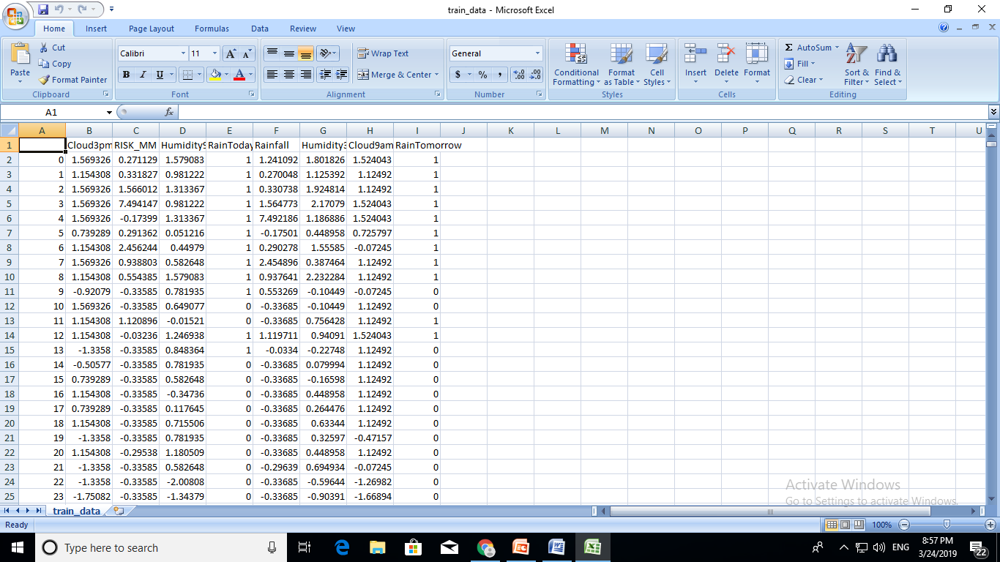 train_data - Microsoft Excel
Home Insert Page Layout Formulas Data Review View
Paste Cut Copy Format Painter
Calibri 11 A A
B I U A
Wrap Text
Merge & Center
General
$ % , .00 .0
Conditional Formatting Format as Table Cell Styles
Insert Delete Format
Σ AutoSum Fill Clear
Sort & Filter Find & Select
Clipboard Font Alignment Number Styles Cells Editing
A1 fx
A B C D E F G H I J K L M N O P Q R S T U
1 Cloud3pm RISK_MM Humidity9 RainToday Rainfall Humidity3 Cloud9am RainTomorrow
2 0 1.569326 0.271129 1.579083 1 1.241092 1.801826 1.524043 1
3 1 1.154308 0.331827 0.981222 1 0.270048 1.125392 1.12492 1
4 2 1.569326 1.566012 1.313367 1 0.330738 1.924814 1.12492 1
5 3 1.569326 7.494147 0.981222 1 1.564773 2.17079 1.524043 1
6 4 1.569326 -0.17399 1.313367 1 7.492186 1.186886 1.524043 1
7 5 0.739289 0.291362 0.051216 1 -0.17501 0.448958 0.725797 1
8 6 1.154308 2.456244 0.44979 1 0.290278 1.55585 -0.07245 1
9 7 1.569326 0.938803 0.582648 1 2.454896 0.387464 1.12492 1
10 8 1.154308 0.554385 1.579083 1 0.937641 2.232284 1.12492 1
11 9 -0.92079 -0.33585 0.781935 1 0.553269 -0.10449 -0.07245 0
12 10 1.569326 -0.33585 0.649077 0 -0.33685 -0.10449 1.12492 0
13 11 1.154308 1.120896 -0.01521 0 -0.33685 0.756428 1.12492 1
14 12 1.154308 -0.03236 1.246938 1 1.119711 0.94091 1.524043 1
15 13 -1.3358 -0.33585 0.848364 1 -0.0334 -0.22748 1.12492 0
16 14 -0.50577 -0.33585 0.781935 0 -0.33685 0.079994 1.12492 0
17 15 0.739289 -0.33585 0.582648 0 -0.33685 -0.16598 1.12492 0
18 16 1.154308 -0.33585 -0.34736 0 -0.33685 0.448958 1.12492 0
19 17 0.739289 -0.33585 0.117645 0 -0.33685 0.264476 1.12492 0
20 18 1.154308 -0.33585 0.715506 0 -0.33685 0.63344 1.12492 0
21 19 -1.3358 -0.33585 0.781935 0 -0.33685 0.32597 -0.47157 0
22 20 1.154308 -0.29538 1.180509 0 -0.33685 0.448958 1.12492 0
23 21 -1.3358 -0.33585 0.582648 0 -0.29639 0.694934 -0.07245 0
24 22 -1.3358 -0.33585 -2.00808 0 -0.33685 -0.59644 -1.26982 0
25 23 -1.75082 -0.33585 -1.34379 0 -0.33685 -0.90391 -1.66894 0
Activate Windows
Go to Settings to activate Windows.
train_data
Ready 100%
Type here to search ENG 8:57 PM
3/24/2019 22